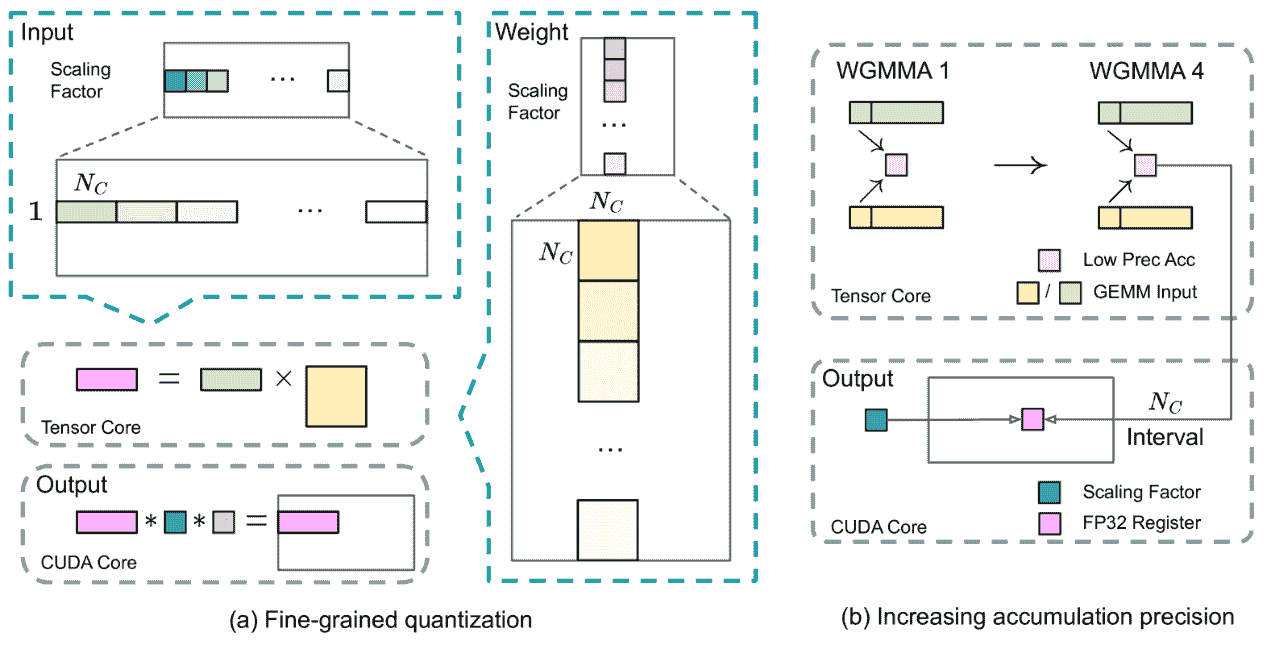 Input
Scaling
Factor
...
N_C
1
...
Weight
Scaling
Factor
...
N_C
N_C
...
= ×
Tensor Core
Output
* * =
CUDA Core
(a) Fine-grained quantization
WGMMA 1
WGMMA 4
Low Prec Acc
/ GEMM Input
Tensor Core
Output
N_C
Interval
Scaling Factor
FP32 Register
CUDA Core
(b) Increasing accumulation precision